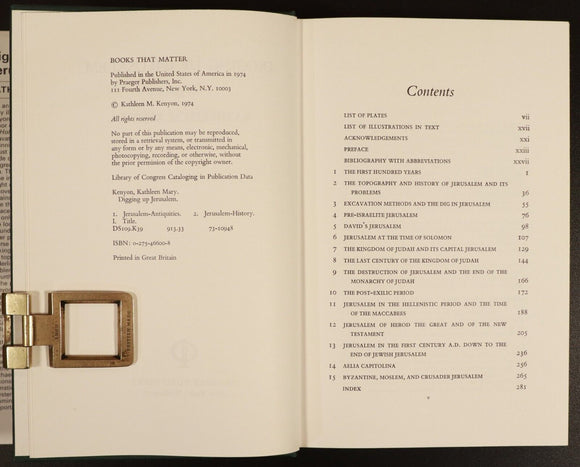 BOOKS THAT MATTER
Published in the United States of America in 1974
by Praeger Publishers, Inc.
111 Fourth Avenue, New York, N.Y. 10003
© Kathleen M. Kenyon, 1974
All rights reserved
No part of this publication may be reproduced,
stored in a retrieval system, or transmitted in
any form or by any means, electronic, mechanical,
photocopying, recording, or otherwise, without
the prior permission of the copyright owner.
Library of Congress Cataloging in Publication Data
Kenyon, Kathleen Mary.
Digging up Jerusalem.
1. Jerusalem-Antiquities. 2. Jerusalem-History.
I. Title.
DS109.K39 913.33 73-10948
ISBN: 0-275-46600-8
Printed in Great Britain
Contents
LIST OF PLATES vii
LIST OF ILLUSTRATIONS IN TEXT xvii
ACKNOWLEDGEMENTS xxi
PREFACE xxiii
BIBLIOGRAPHY WITH ABBREVIATIONS xxvii
1 THE FIRST HUNDRED YEARS 1
2 THE TOPOGRAPHY AND HISTORY OF JERUSALEM AND ITS
PROBLEMS 36
3 EXCAVATION METHODS AND THE DIG IN JERUSALEM 55
4 PRE-ISRAELITE JERUSALEM 76
5 DAVID'S JERUSALEM 98
6 JERUSALEM AT THE TIME OF SOLOMON 107
7 THE KINGDOM OF JUDAH AND ITS CAPITAL JERUSALEM 129
8 THE LAST CENTURY OF THE KINGDOM OF JUDAH 144
9 THE DESTRUCTION OF JERUSALEM AND THE END OF THE
MONARCHY OF JUDAH 166
10 THE POST-EXILIC PERIOD 172
11 JERUSALEM IN THE HELLENISTIC PERIOD AND THE TIME
OF THE MACCABEES 188
12 JERUSALEM OF HEROD THE GREAT AND OF THE NEW
TESTAMENT 205
13 JERUSALEM IN THE FIRST CENTURY A.D. DOWN TO THE
END OF JEWISH JERUSALEM 236
14 AELIA CAPITOLINA 256
15 BYZANTINE, MOSLEM, AND CRUSADER JERUSALEM 265
INDEX 281
v